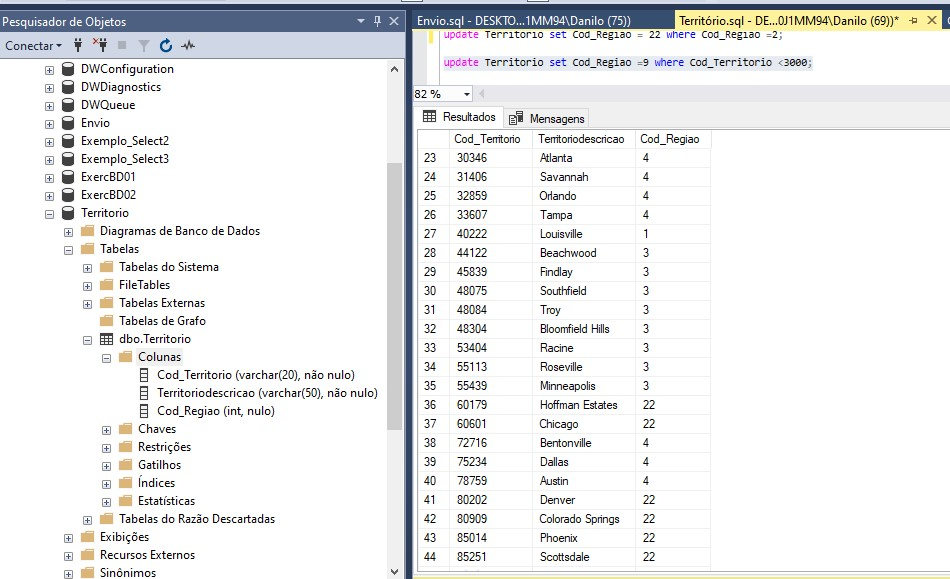 Pesquisador de Objetos
Conectar
DWConfiguration
DWDiagnostics
DWQueue
Envio
Exemplo_Select2
Exemplo_Select3
ExercBD01
ExercBD02
Territorio
Diagramas de Banco de Dados
Tabelas
Tabelas do Sistema
FileTables
Tabelas Externas
Tabelas de Grafo
dbo.Territorio
Colunas
Cod_Territorio (varchar(20), não nulo)
Territoriodescricao (varchar(50), não nulo)
Cod_Regiao (int, nulo)
Chaves
Restrições
Gatilhos
Índices
Estatísticas
Tabelas do Razão Descartadas
Exibições
Recursos Externos
Sinônimos
Envio.sql - DESKTO...1MM94\Danilo (75))
Território.sql - DE...0J1MM94\Danilo (69))*
update Territorio set Cod_Regiao = 22 where Cod_Regiao =2;
update Territorio set Cod_Regiao =9 where Cod_Territorio <3000;
82 %
Resultados Mensagens
Cod_Territorio Territoriodescricao Cod_Regiao
23 30346 Atlanta 4
24 31406 Savannah 4
25 32859 Orlando 4
26 33607 Tampa 4
27 40222 Louisville 1
28 44122 Beachwood 3
29 45839 Findlay 3
30 48075 Southfield 3
31 48084 Troy 3
32 48304 Bloomfield Hills 3
33 53404 Racine 3
34 55113 Roseville 3
35 55439 Minneapolis 3
36 60179 Hoffman Estates 22
37 60601 Chicago 22
38 72716 Bentonville 4
39 75234 Dallas 4
40 78759 Austin 4
41 80202 Denver 22
42 80909 Colorado Springs 22
43 85014 Phoenix 22
44 85251 Scottsdale 22